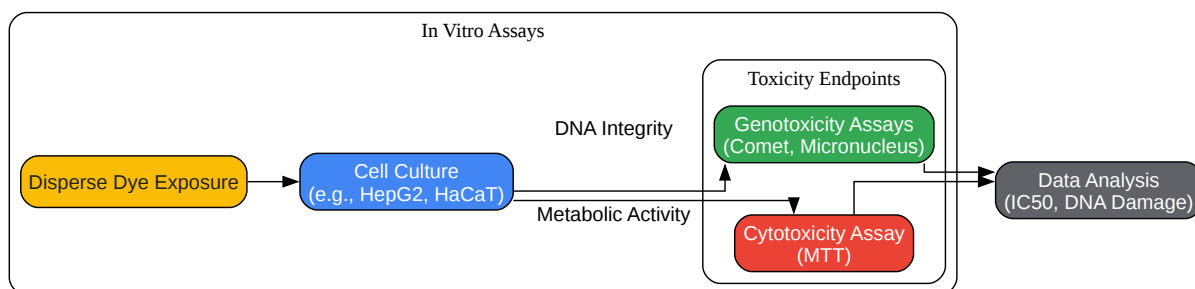 In Vitro Assays
Toxicity Endpoints
DNA Integrity
Genotoxicity Assays
(Comet, Micronucleus)
Disperse Dye Exposure
Cell Culture
(e.g., HepG2, HaCaT)
Data Analysis
(IC50, DNA Damage)
Metabolic Activity
Cytotoxicity Assay
(MTT)